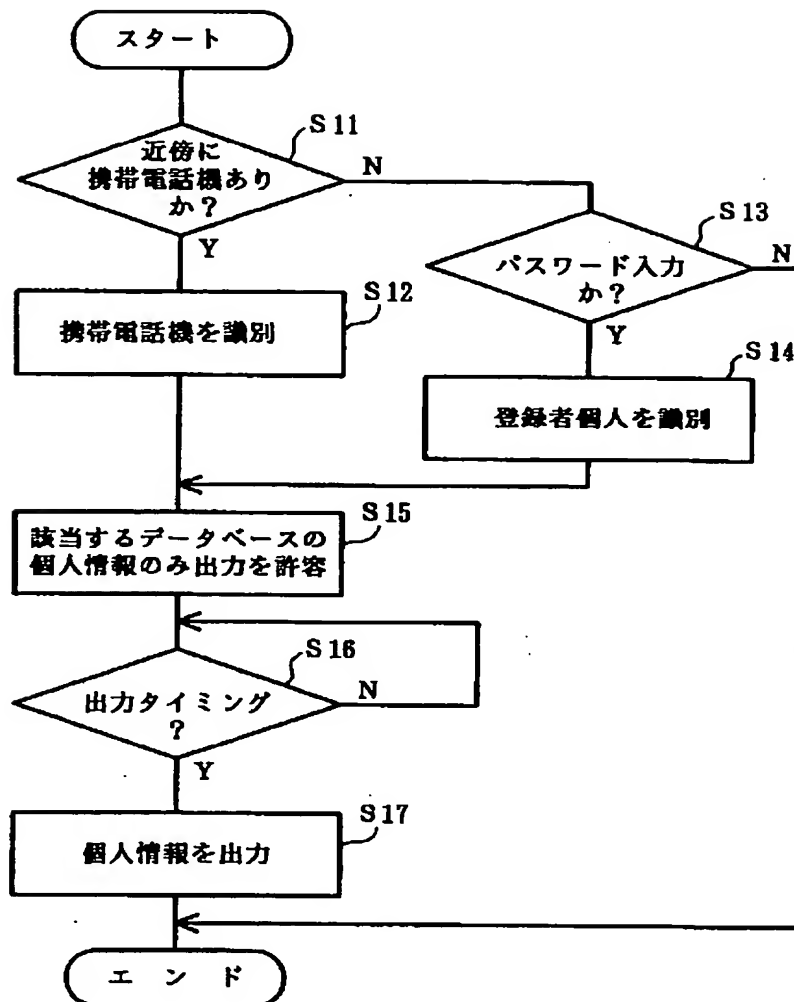 スタート
S11
近傍に
携帯電話機あり
か?
N
Y
S13
パスワード入力
か?
N
Y
S12
携帯電話機を識別
S14
登録者個人を識別
S15
該当するデータベースの
個人情報のみ出力を許容
S16
出力タイミング
?
N
Y
S17
個人情報を出力
エンド